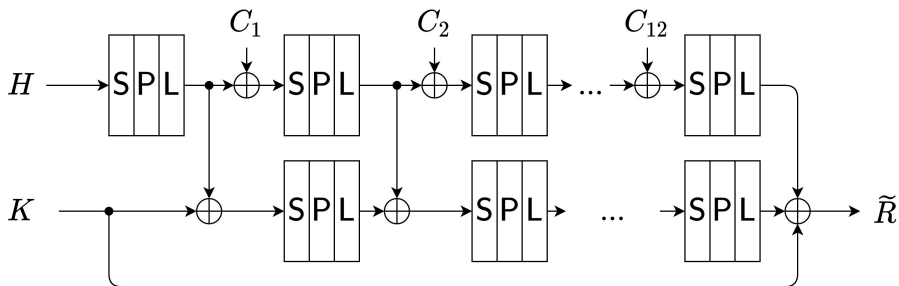 C₁ C₂ C₁₂
H SPL SPL SPL ... SPL
K SPL SPL ... SPL R̃